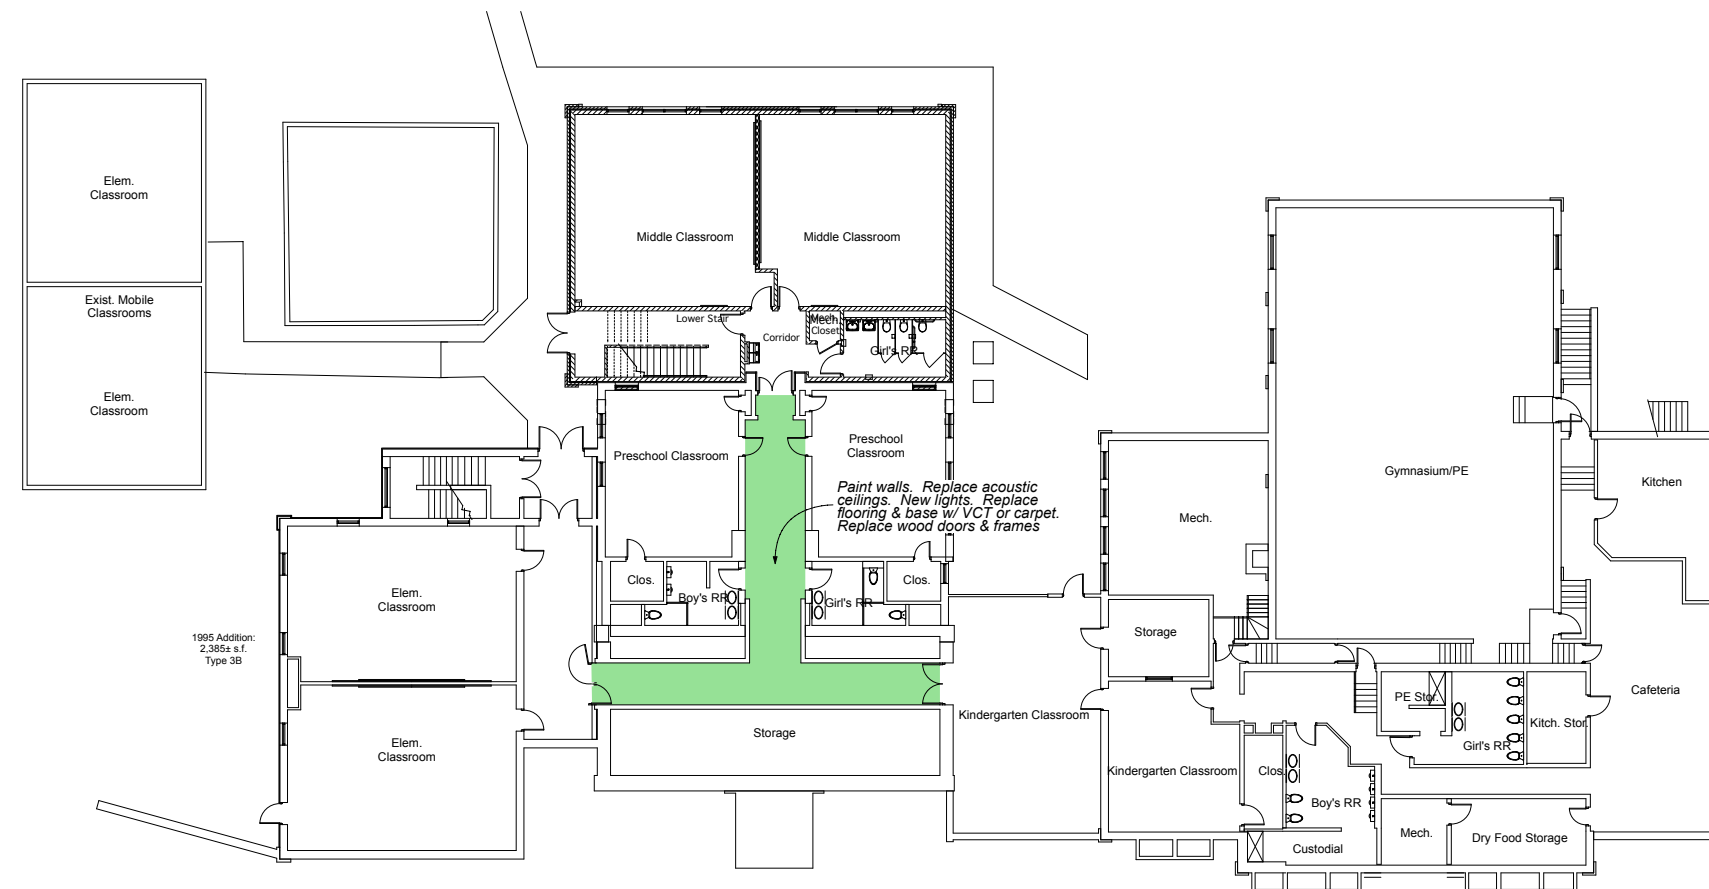 Elem.
Classroom
Exist. Mobile
Classrooms
Elem.
Classroom
Middle Classroom
Middle Classroom
Lower Stair
Corridor
Mech.
Mech.
Closet
Girl's RR
Preschool Classroom
Preschool
Classroom
Paint walls. Replace acoustic
ceilings. New lights. Replace
flooring & base w/ VCT or carpet.
Replace wood doors & frames
Clos.
Boy's RR
Girl's RR
Clos.
Elem.
Classroom
1995 Addition:
2,385± s.f.
Type 3B
Elem.
Classroom
Storage
Kindergarten Classroom
Mech.
Storage
Kindergarten Classroom
Gymnasium/PE
Kitchen
Cafeteria
PE Stor.
Girl's RR
Kitch. Stor.
Clos.
Boy's RR
Custodial
Mech.
Dry Food Storage